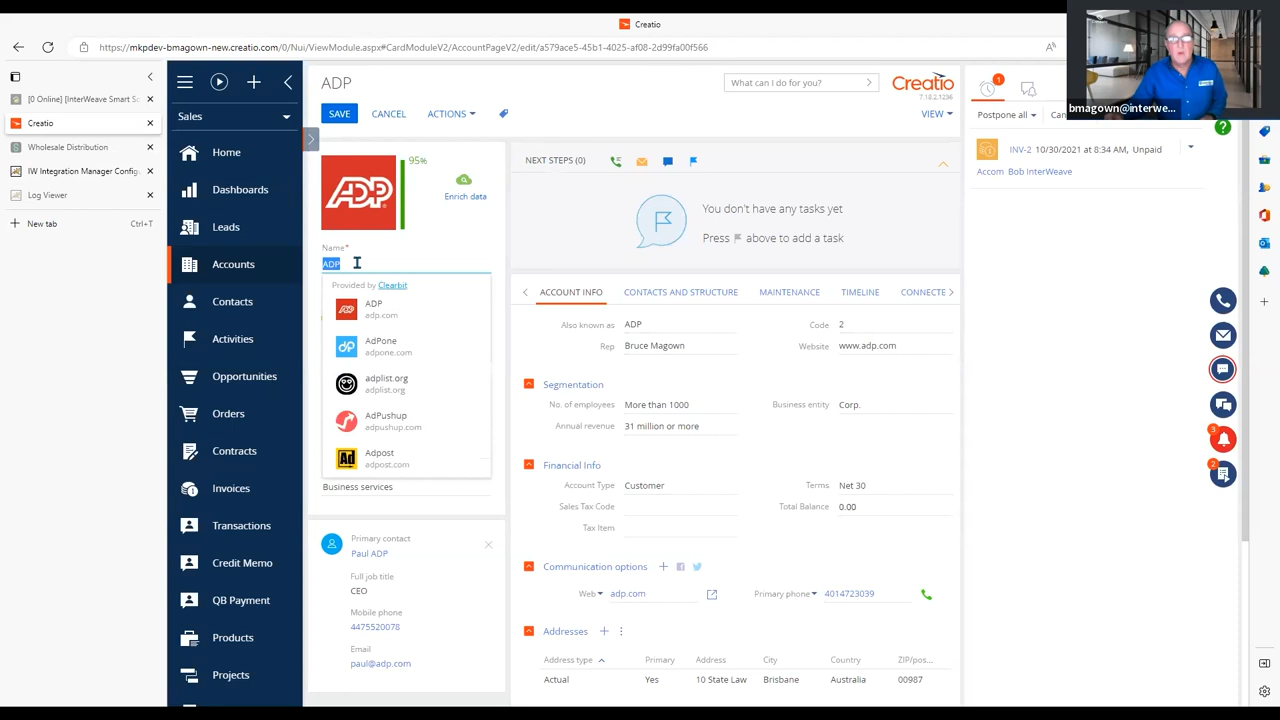 Creatio
https://mkpdev-bmagown-new.creatio.com/0/Nui/ViewModule.aspx#CardModuleV2/AccountPageV2/edit/a579ace5-45b1-4025-af08-2d99fa00f566
[0 Online] [InterWeave Smart So
Creatio
Wholesale Distribution
IW Integration Manager Config
Log Viewer
New tab Ctrl+T
Sales
Home
Dashboards
Leads
Accounts
Contacts
Activities
Opportunities
Orders
Contracts
Invoices
Transactions
Credit Memo
QB Payment
Products
Projects
ADP
What can I do for you?
Creatio
7.18.2.1236
SAVE CANCEL ACTIONS
VIEW
ADP
95%
Enrich data
Name*
ADP
Provided by Clearbit
ADP
adp.com
AdPone
adpone.com
adplist.org
adplist.org
AdPushup
adpushup.com
Ad
Adpost
adpost.com
Business services
Primary contact
Paul ADP
Full job title
CEO
Mobile phone
4475520078
Email
paul@adp.com
NEXT STEPS (0)
You don't have any tasks yet
Press above to add a task
ACCOUNT INFO CONTACTS AND STRUCTURE MAINTENANCE TIMELINE CONNECTE
Also known as ADP Code 2
Rep Bruce Magown Website www.adp.com
Segmentation
No. of employees More than 1000 Business entity Corp.
Annual revenue 31 million or more
Financial Info
Account Type Customer Terms Net 30
Sales Tax Code Total Balance 0.00
Tax Item
Communication options
Web adp.com Primary phone 4014723039
Addresses
Address type Primary Address City Country ZIP/pos...
Actual Yes 10 State Law Brisbane Australia 00987
1
Postpone all
INV-2 10/30/2021 at 8:34 AM, Unpaid
Accom Bob InterWeave
bmagown@interwe...
3
2